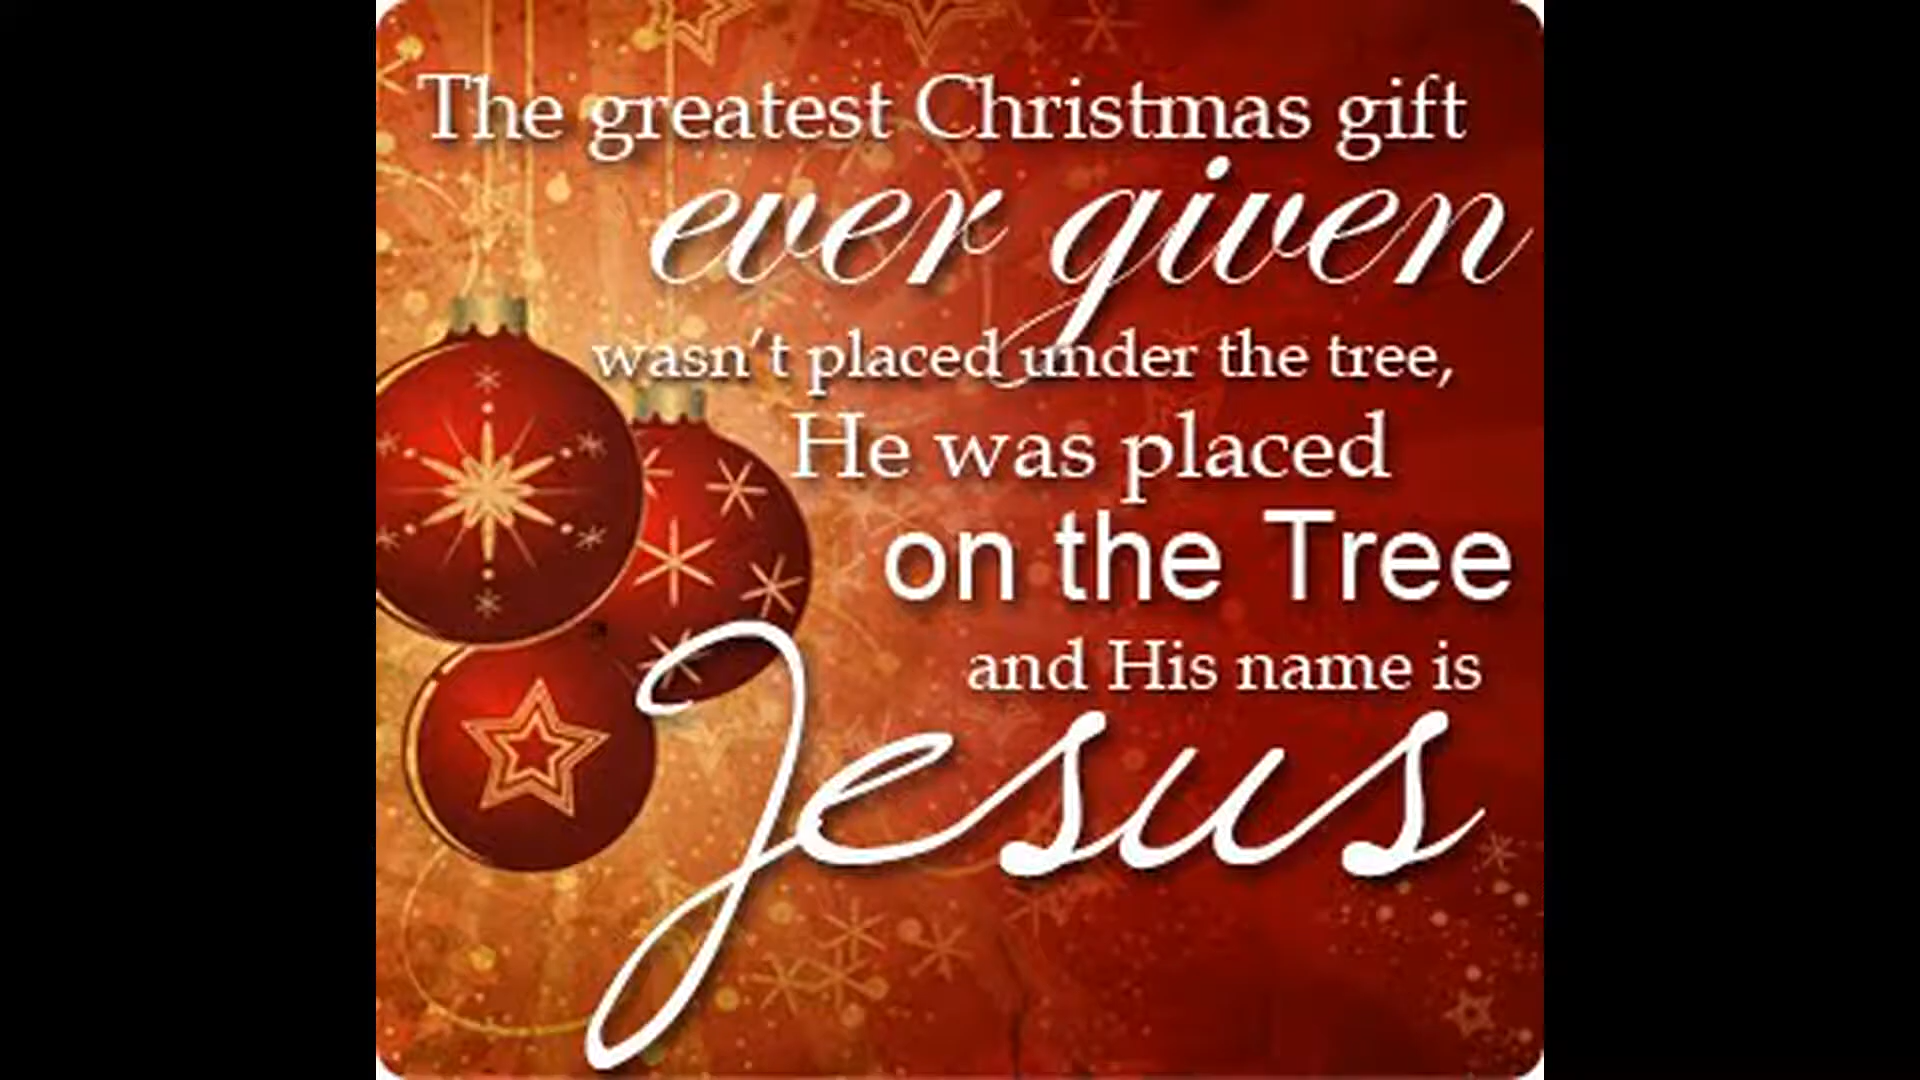 The greatest Christmas gift
ever given
wasn't placed under the tree,
He was placed
on the Tree
and His name is
Jesus